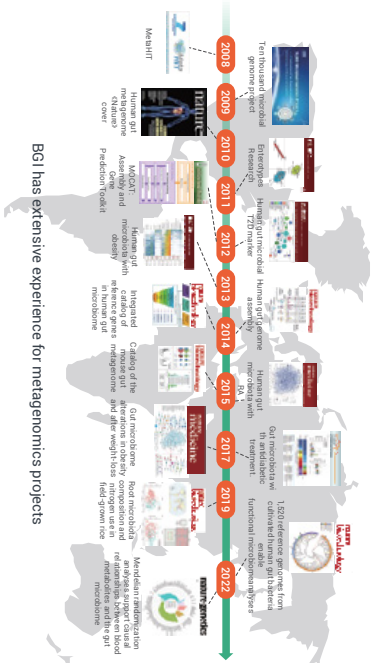 BGI has extensive experience for metagenomics projects
2008
2009
2010
2011
2012
2013
2014
2015
2017
2019
2022
Ten thousand microbial
genome project
Enterotypes
Research
Human gut microbial
T2D marker
Human gut genome
assembly
Human gut
microbiota with
RA
Gut microbiota wi
th antidiabetic
treatment
1,520 reference genomes from
cultivated human gut bacteria
enable
functional microbiomeanalyses
MetaHIT
Human gut
metagenome
<Nature>
cover
MOCAT:
Assembly and
Gene
Prediction Toolkit
Human gut
microbiota with
obesity
Integrated
catalog of
reference genes
in human gut
microbiome
Catalog of the
mouse gut
metagenome
Gut microbiome
alterations in obesity
and after weight-loss
Root microbiota
composition and
nitrogen use in
field-grown rice
Mendelian randomization
analyses support causal
relationships between blood
metabolites and the gut
microbiome
nature
medicine
nature genetics